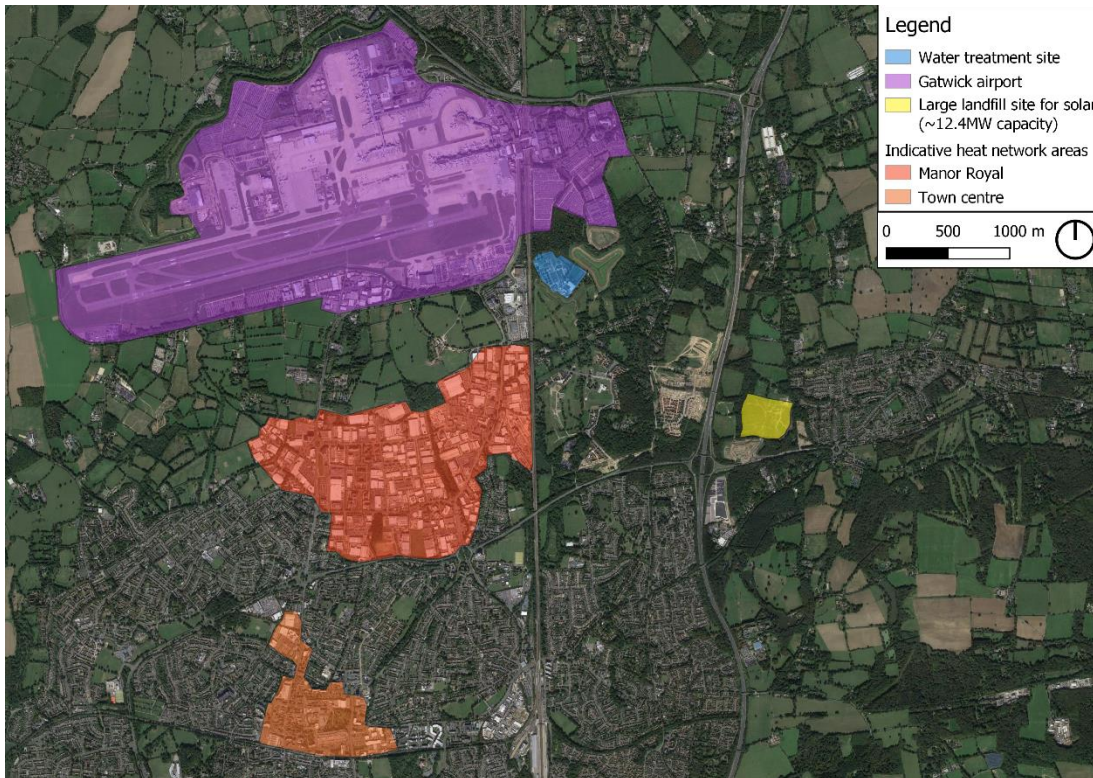 Legend
Water treatment site
Gatwick airport
Large landfill site for solar
(~12.4MW capacity)
Indicative heat network areas
Manor Royal
Town centre
0 500 1000 m